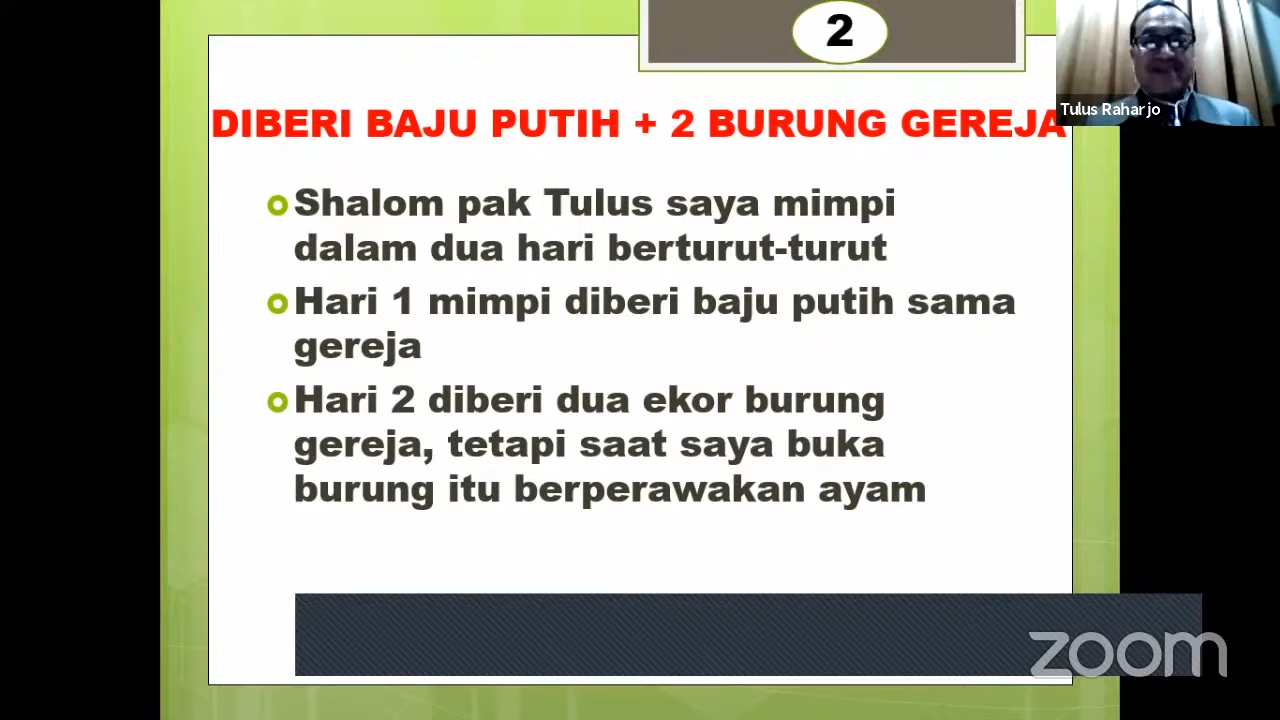 2
Tulus Raharjo
DIBERI BAJU PUTIH + 2 BURUNG GEREJA
Shalom pak Tulus saya mimpi
dalam dua hari berturut-turut
Hari 1 mimpi diberi baju putih sama
gereja
Hari 2 diberi dua ekor burung
gereja, tetapi saat saya buka
burung itu berperawakan ayam
zoom